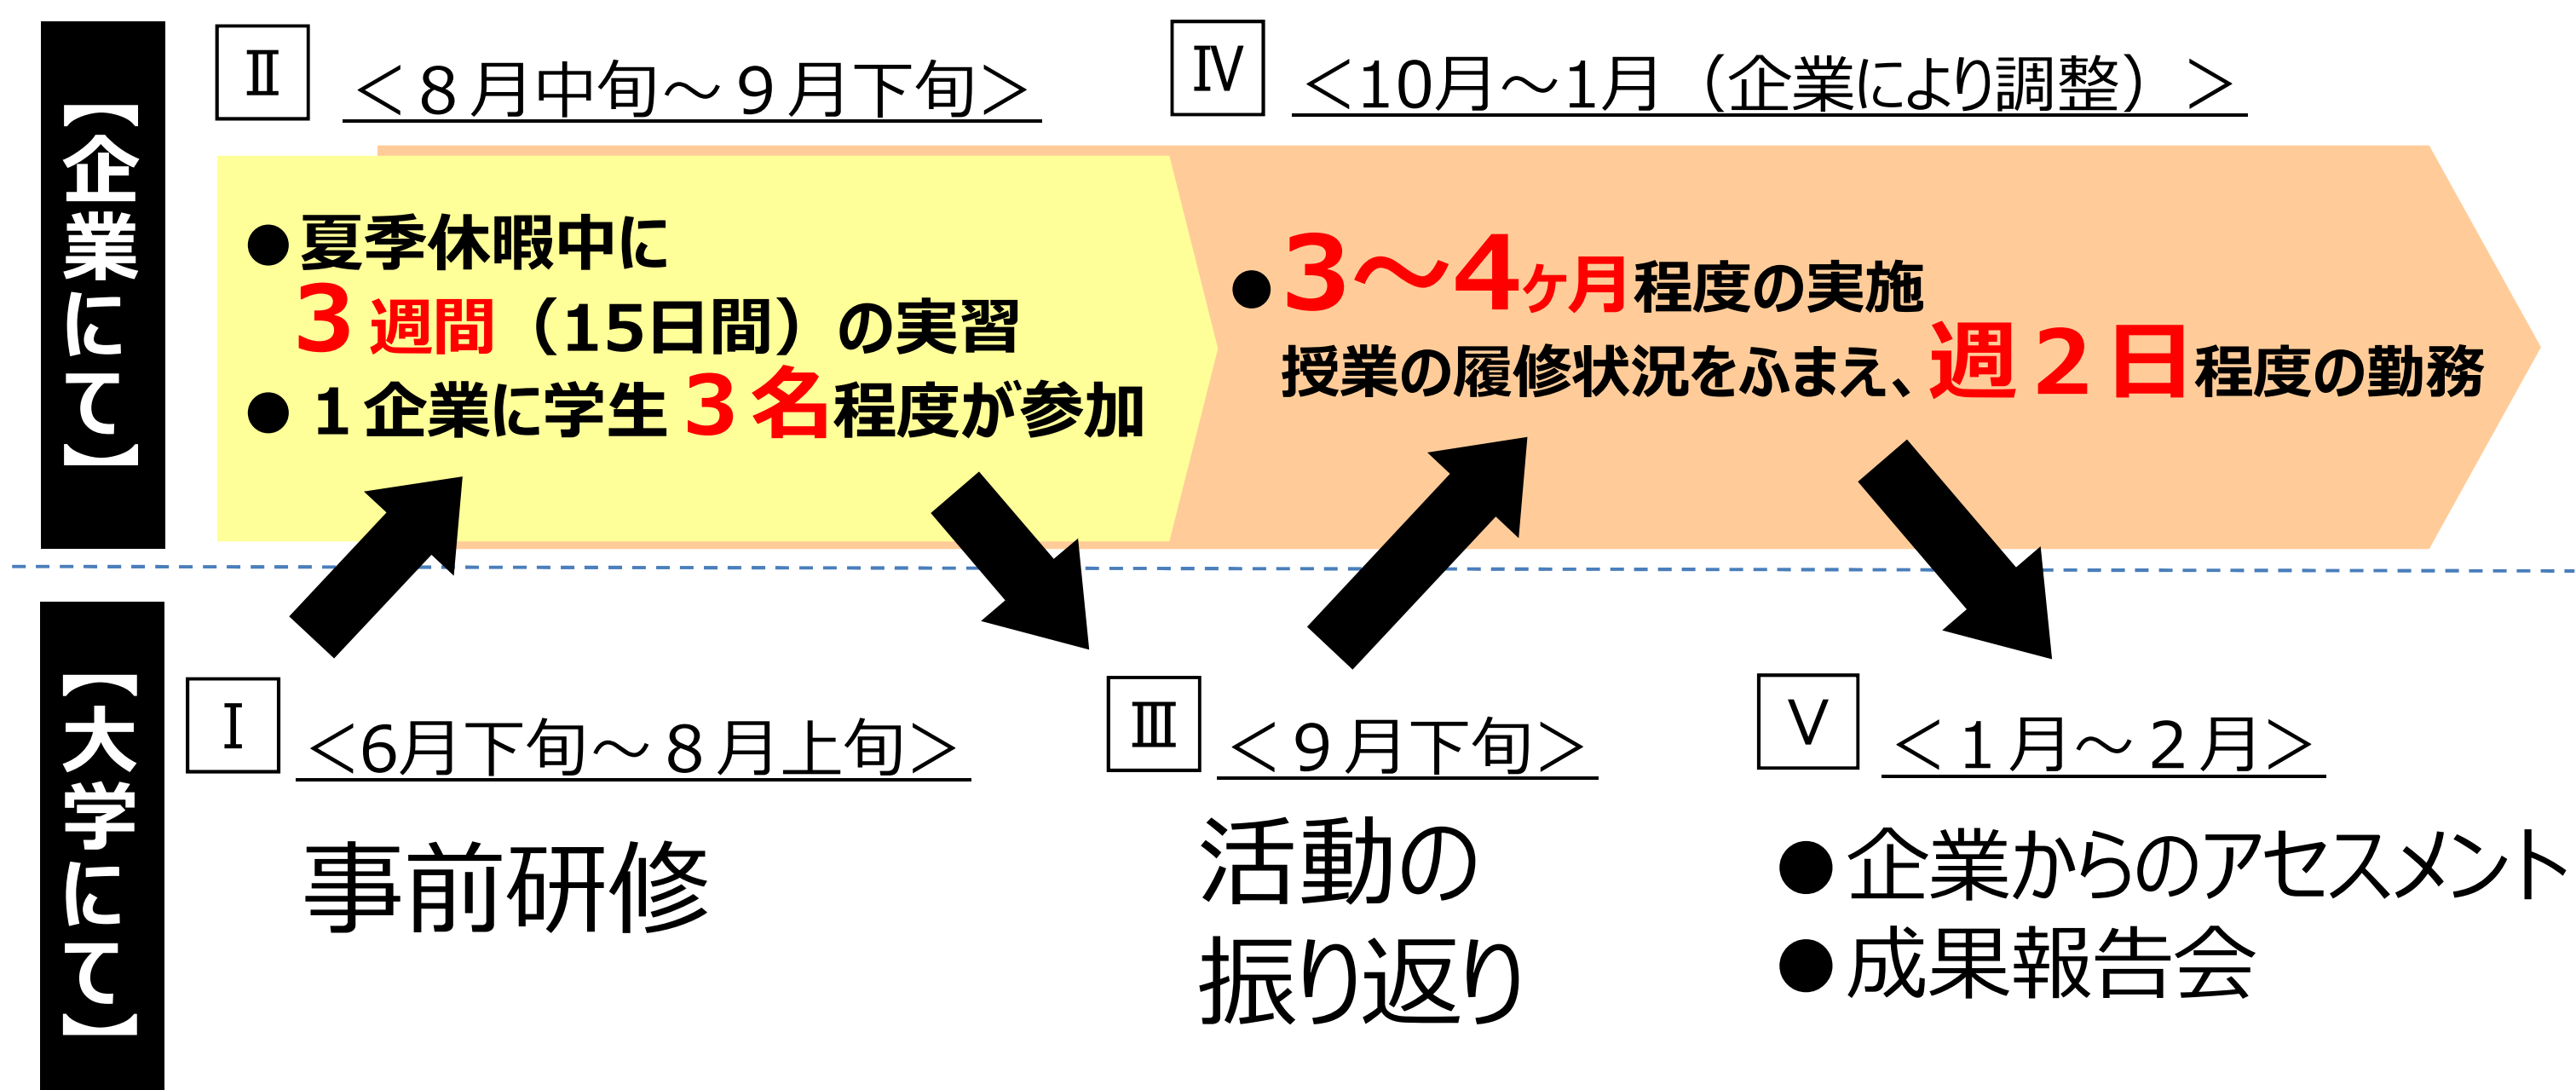 【企業にて】
Ⅱ
＜８月中旬～９月下旬＞
●夏季休暇中に
３週間（15日間）の実習
●１企業に学生３名程度が参加
Ⅳ
＜10月～1月（企業により調整）＞
●3～4ヶ月程度の実施
授業の履修状況をふまえ、週２日程度の勤務
【大学にて】
Ⅰ
＜6月下旬～８月上旬＞
事前研修
Ⅲ
＜９月下旬＞
活動の
振り返り
Ⅴ
＜１月～２月＞
●企業からのアセスメント
●成果報告会